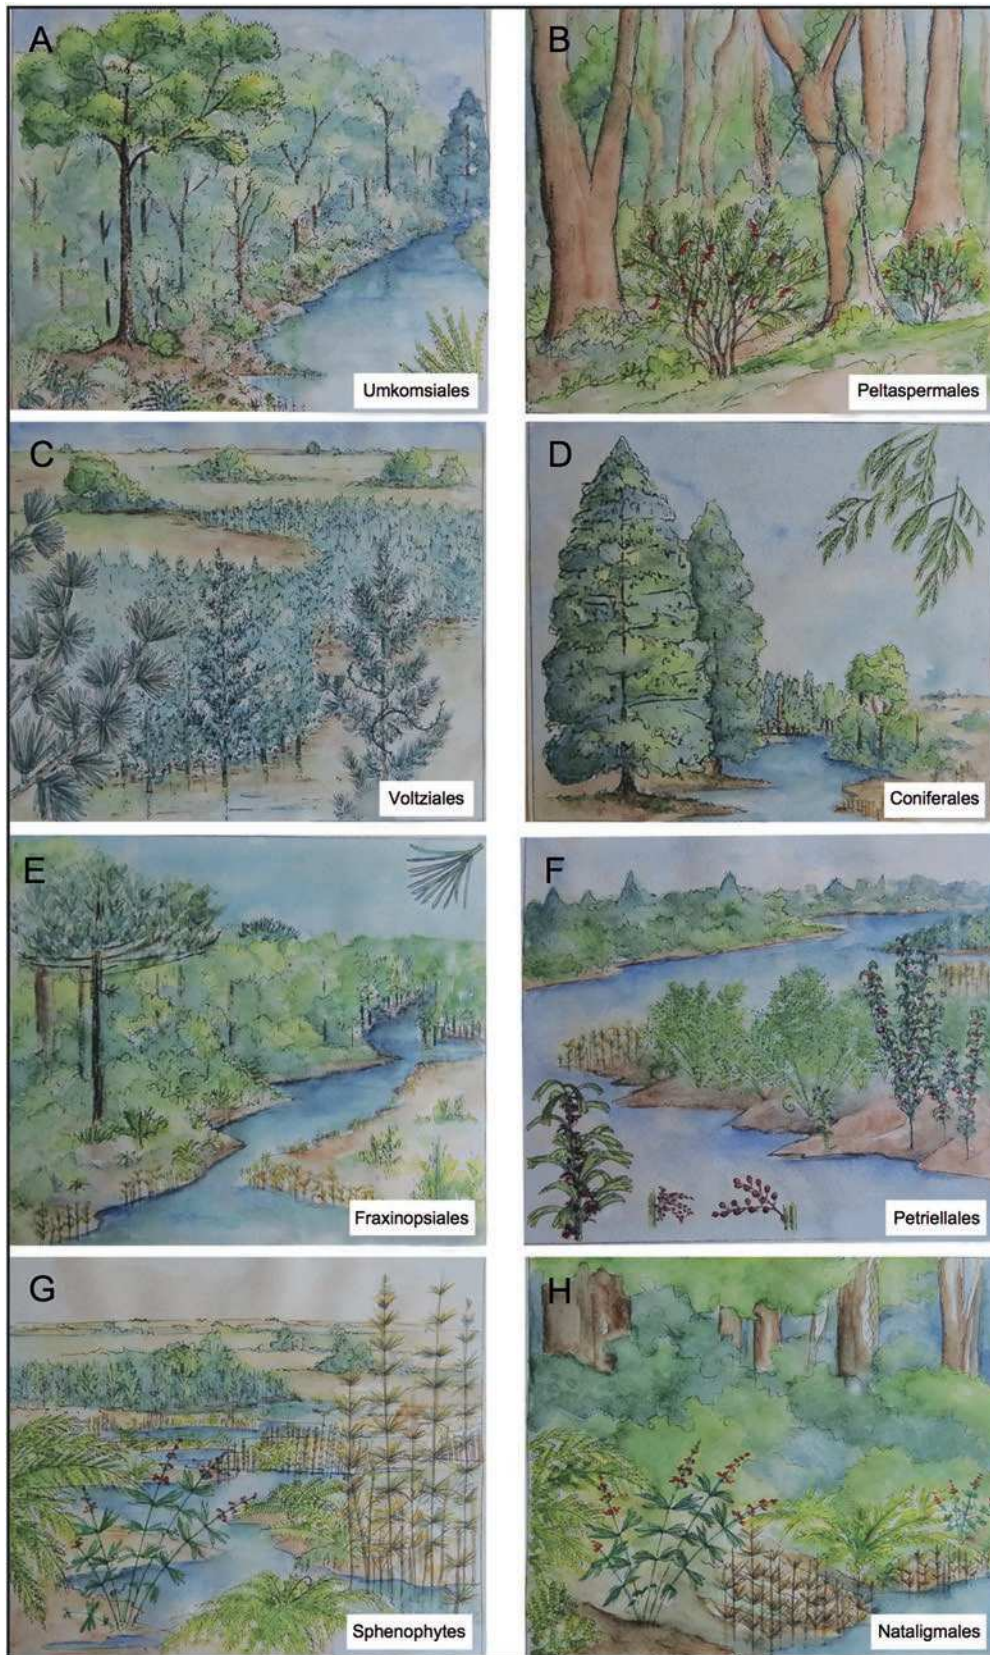 A
B
Umkomsiales
Peltaspermales
C
D
Voltziales
Coniferales
E
F
Fraxinopsiales
Petriellales
G
H
Sphenophytes
Nataligmales